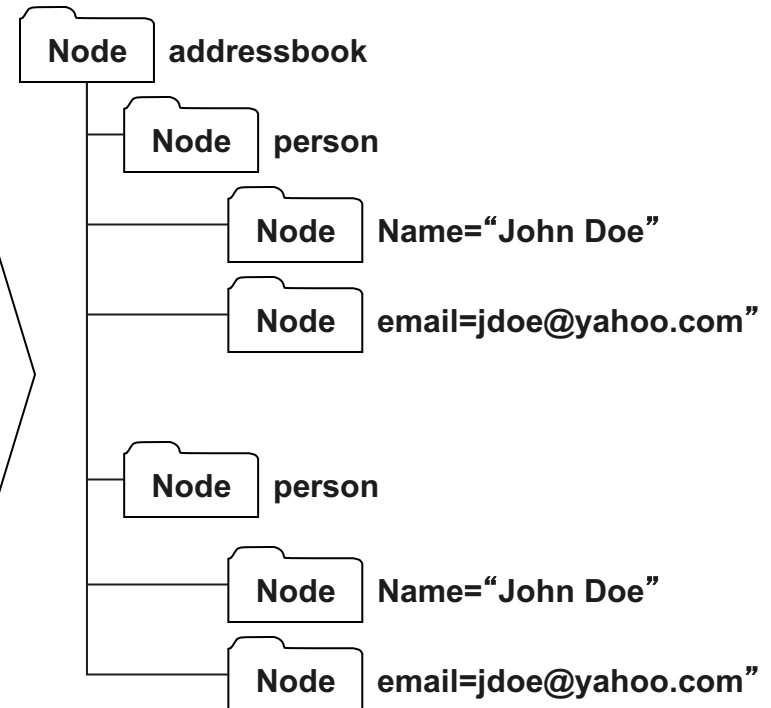 Node addressbook
Node person
Node Name=“John Doe”
Node email=jdoe@yahoo.com”
Node person
Node Name=“John Doe”
Node email=jdoe@yahoo.com”